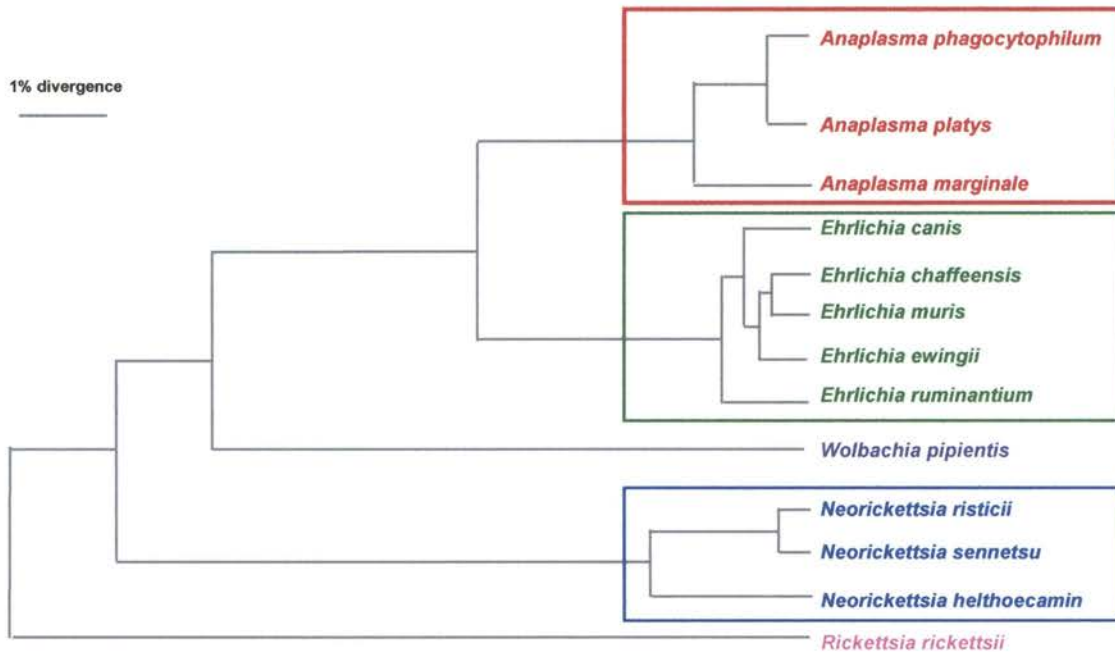 1% divergence
Anaplasma phagocytophilum
Anaplasma platys
Anaplasma marginale
Ehrlichia canis
Ehrlichia chaffeensis
Ehrlichia muris
Ehrlichia ewingii
Ehrlichia ruminantium
Wolbachia pipientis
Neorickettsia risticii
Neorickettsia sennetsu
Neorickettsia helthoecamin
Rickettsia rickettsii